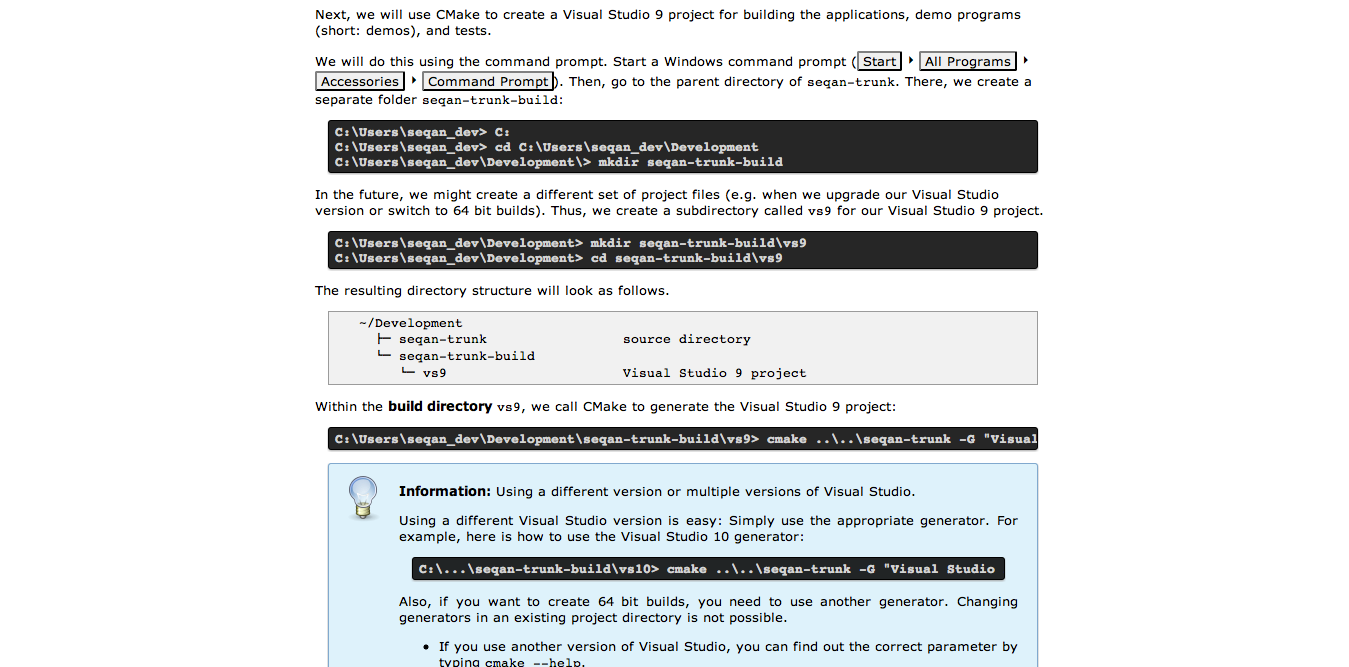 Next, we will use CMake to create a Visual Studio 9 project for building the applications, demo programs
(short: demos), and tests.
We will do this using the command prompt. Start a Windows command prompt (Start ‣ All Programs ‣
Accessories ‣ Command Prompt). Then, go to the parent directory of seqan-trunk. There, we create a
separate folder seqan-trunk-build:
C:\Users\seqan_dev> C:
C:\Users\seqan_dev> cd C:\Users\seqan_dev\Development
C:\Users\seqan_dev\Development\> mkdir seqan-trunk-build
In the future, we might create a different set of project files (e.g. when we upgrade our Visual Studio
version or switch to 64 bit builds). Thus, we create a subdirectory called vs9 for our Visual Studio 9 project.
C:\Users\seqan_dev\Development> mkdir seqan-trunk-build\vs9
C:\Users\seqan_dev\Development> cd seqan-trunk-build\vs9
The resulting directory structure will look as follows.
~/Development
├─ seqan-trunk source directory
└─ seqan-trunk-build
└─ vs9 Visual Studio 9 project
Within the build directory vs9, we call CMake to generate the Visual Studio 9 project:
C:\Users\seqan_dev\Development\seqan-trunk-build\vs9> cmake ..\..\seqan-trunk -G "Visual
Information: Using a different version or multiple versions of Visual Studio.
Using a different Visual Studio version is easy: Simply use the appropriate generator. For
example, here is how to use the Visual Studio 10 generator:
C:\...\seqan-trunk-build\vs10> cmake ..\..\seqan-trunk -G "Visual Studio
Also, if you want to create 64 bit builds, you need to use another generator. Changing
generators in an existing project directory is not possible.
• If you use another version of Visual Studio, you can find out the correct parameter by
typing cmake --help.